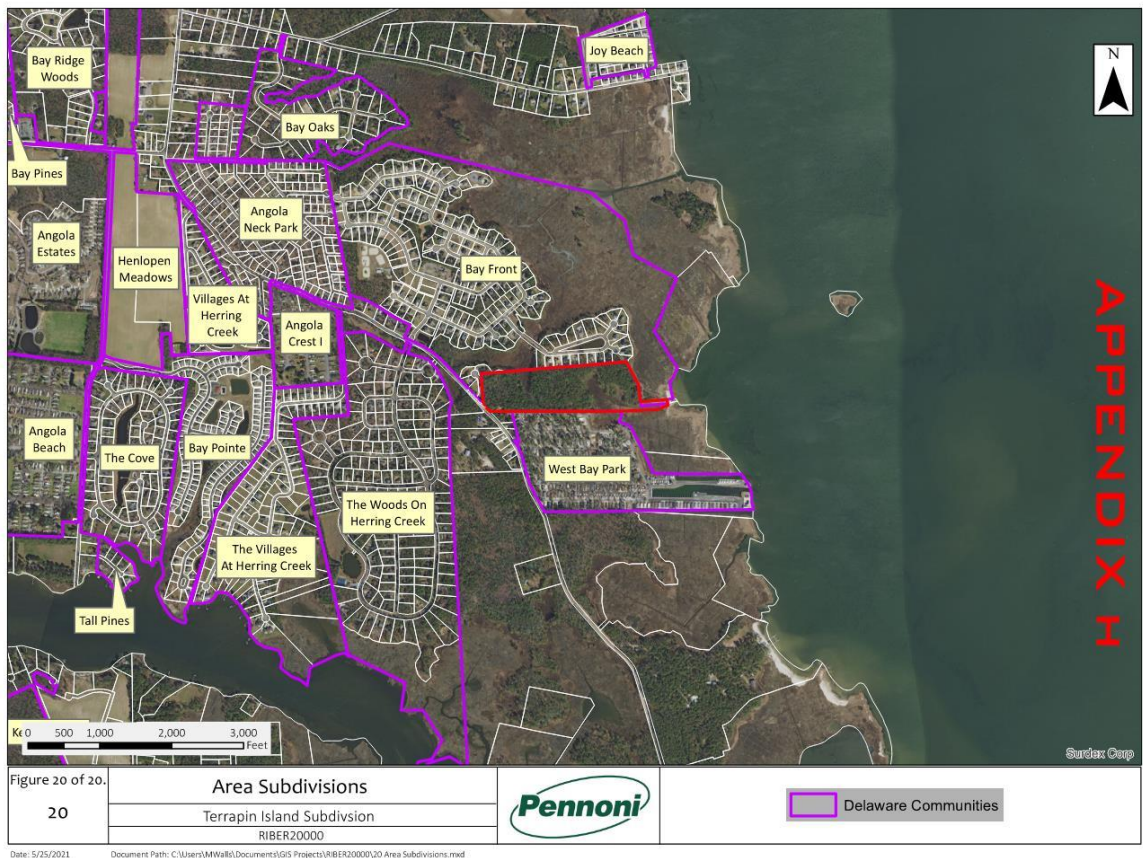 Joy Beach
N
Bay Ridge
Woods
Bay Oaks
Bay Pines
Angola
Neck Park
Angola
Estates
Henlopen
Meadows
Bay Front
Villages At
Herring
Creek
Angola
Crest I
APPENDIX H
Angola
Beach
The Cove
Bay Pointe
West Bay Park
The Woods On
Herring Creek
The Villages
At Herring Creek
Tall Pines
0 500 1,000 2,000 3,000
Feet
Surdex Corp
Figure 20 of 20.
20
Area Subdivisions
Terrapin Island Subdivsion
RIBER20000
Pennoni
Delaware Communities
Date: 5/25/2021 Document Path: C:\Users\MWalls\Documents\GIS Projects\RIBER20000\20 Area Subdivisions.mxd